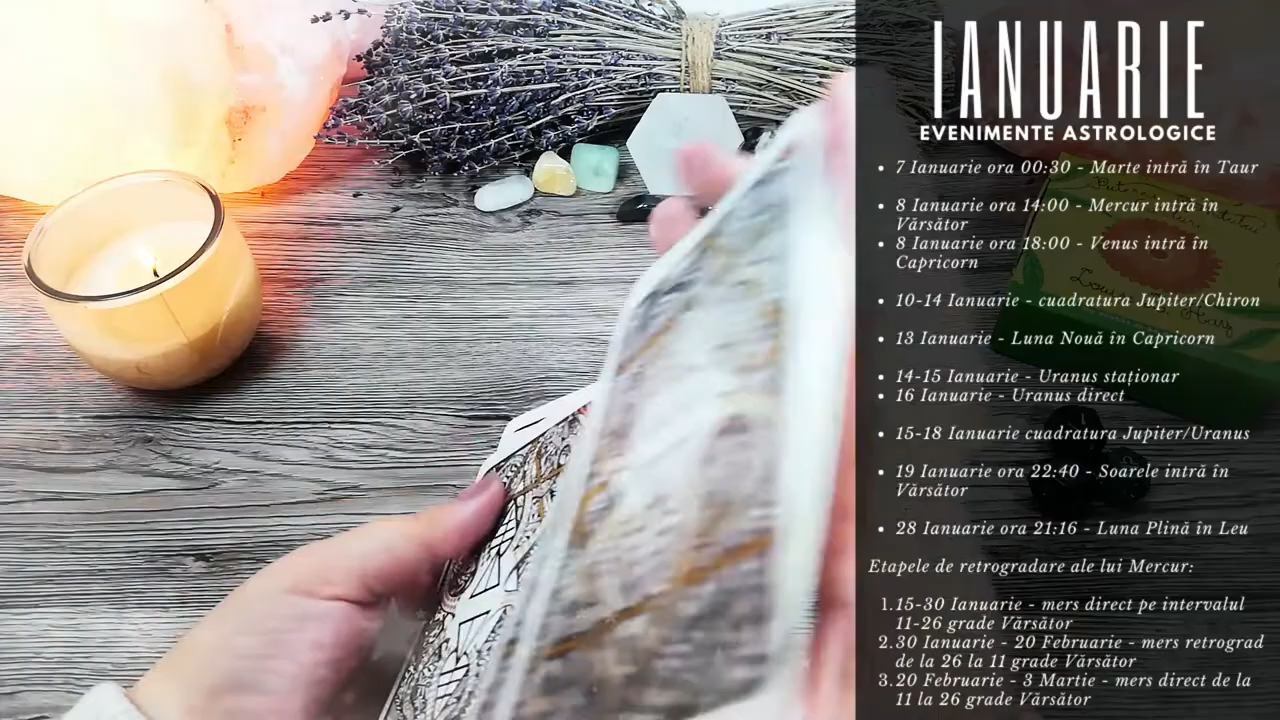 IANUARIE
EVENIMENTE ASTROLOGICE
• 7 Ianuarie ora 00:30 - Marte intră în Taur
• 8 Ianuarie ora 14:00 - Mercur intră în
Vărsător
• 8 Ianuarie ora 18:00 - Venus intră în
Capricorn
• 10-14 Ianuarie - cuadratura Jupiter/Chiron
• 13 Ianuarie - Luna Nouă în Capricorn
• 14-15 Ianuarie - Uranus staționar
• 16 Ianuarie - Uranus direct
• 15-18 Ianuarie cuadratura Jupiter/Uranus
• 19 Ianuarie ora 22:40 - Soarele intră în
Vărsător
• 28 Ianuarie ora 21:16 - Luna Plină în Leu
Etapele de retrogradare ale lui Mercur:
1. 15-30 Ianuarie - mers direct pe intervalul
11-26 grade Vărsător
2. 30 Ianuarie - 20 Februarie - mers retrograd
de la 26 la 11 grade Vărsător
3. 20 Februarie - 3 Martie - mers direct de la
11 la 26 grade Vărsător